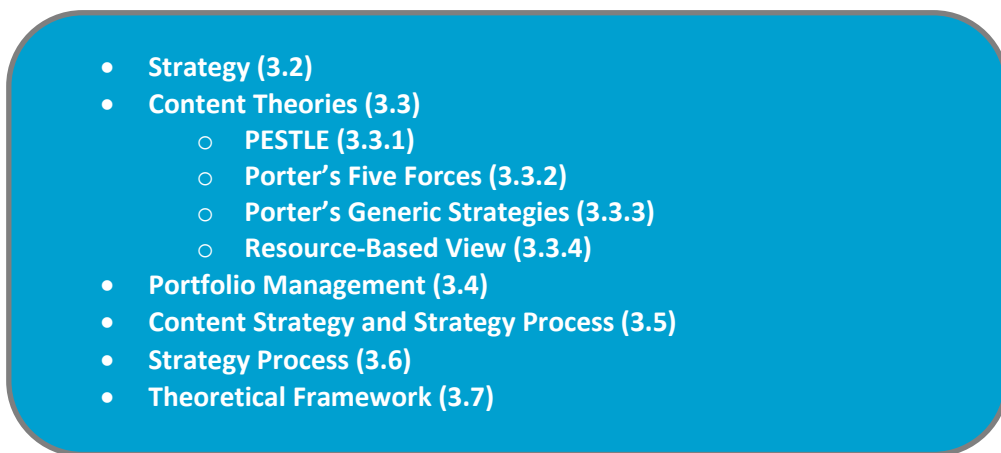 • Strategy (3.2)
• Content Theories (3.3)
o PESTLE (3.3.1)
o Porter’s Five Forces (3.3.2)
o Porter’s Generic Strategies (3.3.3)
o Resource-Based View (3.3.4)
• Portfolio Management (3.4)
• Content Strategy and Strategy Process (3.5)
• Strategy Process (3.6)
• Theoretical Framework (3.7)